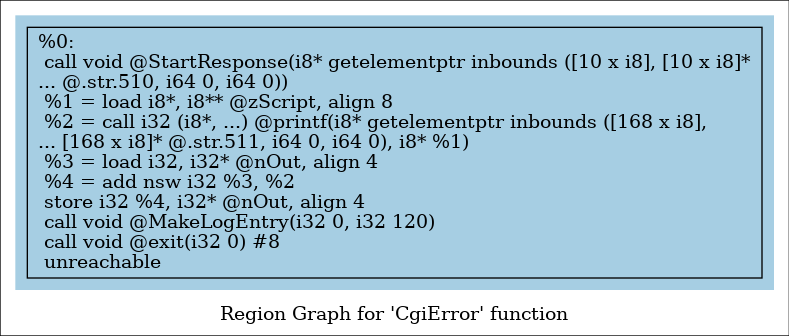 %0:
call void @StartResponse(i8* getelementptr inbounds ([10 x i8], [10 x i8]*
... @.str.510, i64 0, i64 0))
%1 = load i8*, i8** @zScript, align 8
%2 = call i32 (i8*, ...) @printf(i8* getelementptr inbounds ([168 x i8],
... [168 x i8]* @.str.511, i64 0, i64 0), i8* %1)
%3 = load i32, i32* @nOut, align 4
%4 = add nsw i32 %3, %2
store i32 %4, i32* @nOut, align 4
call void @MakeLogEntry(i32 0, i32 120)
call void @exit(i32 0) #8
unreachable
Region Graph for 'CgiError' function